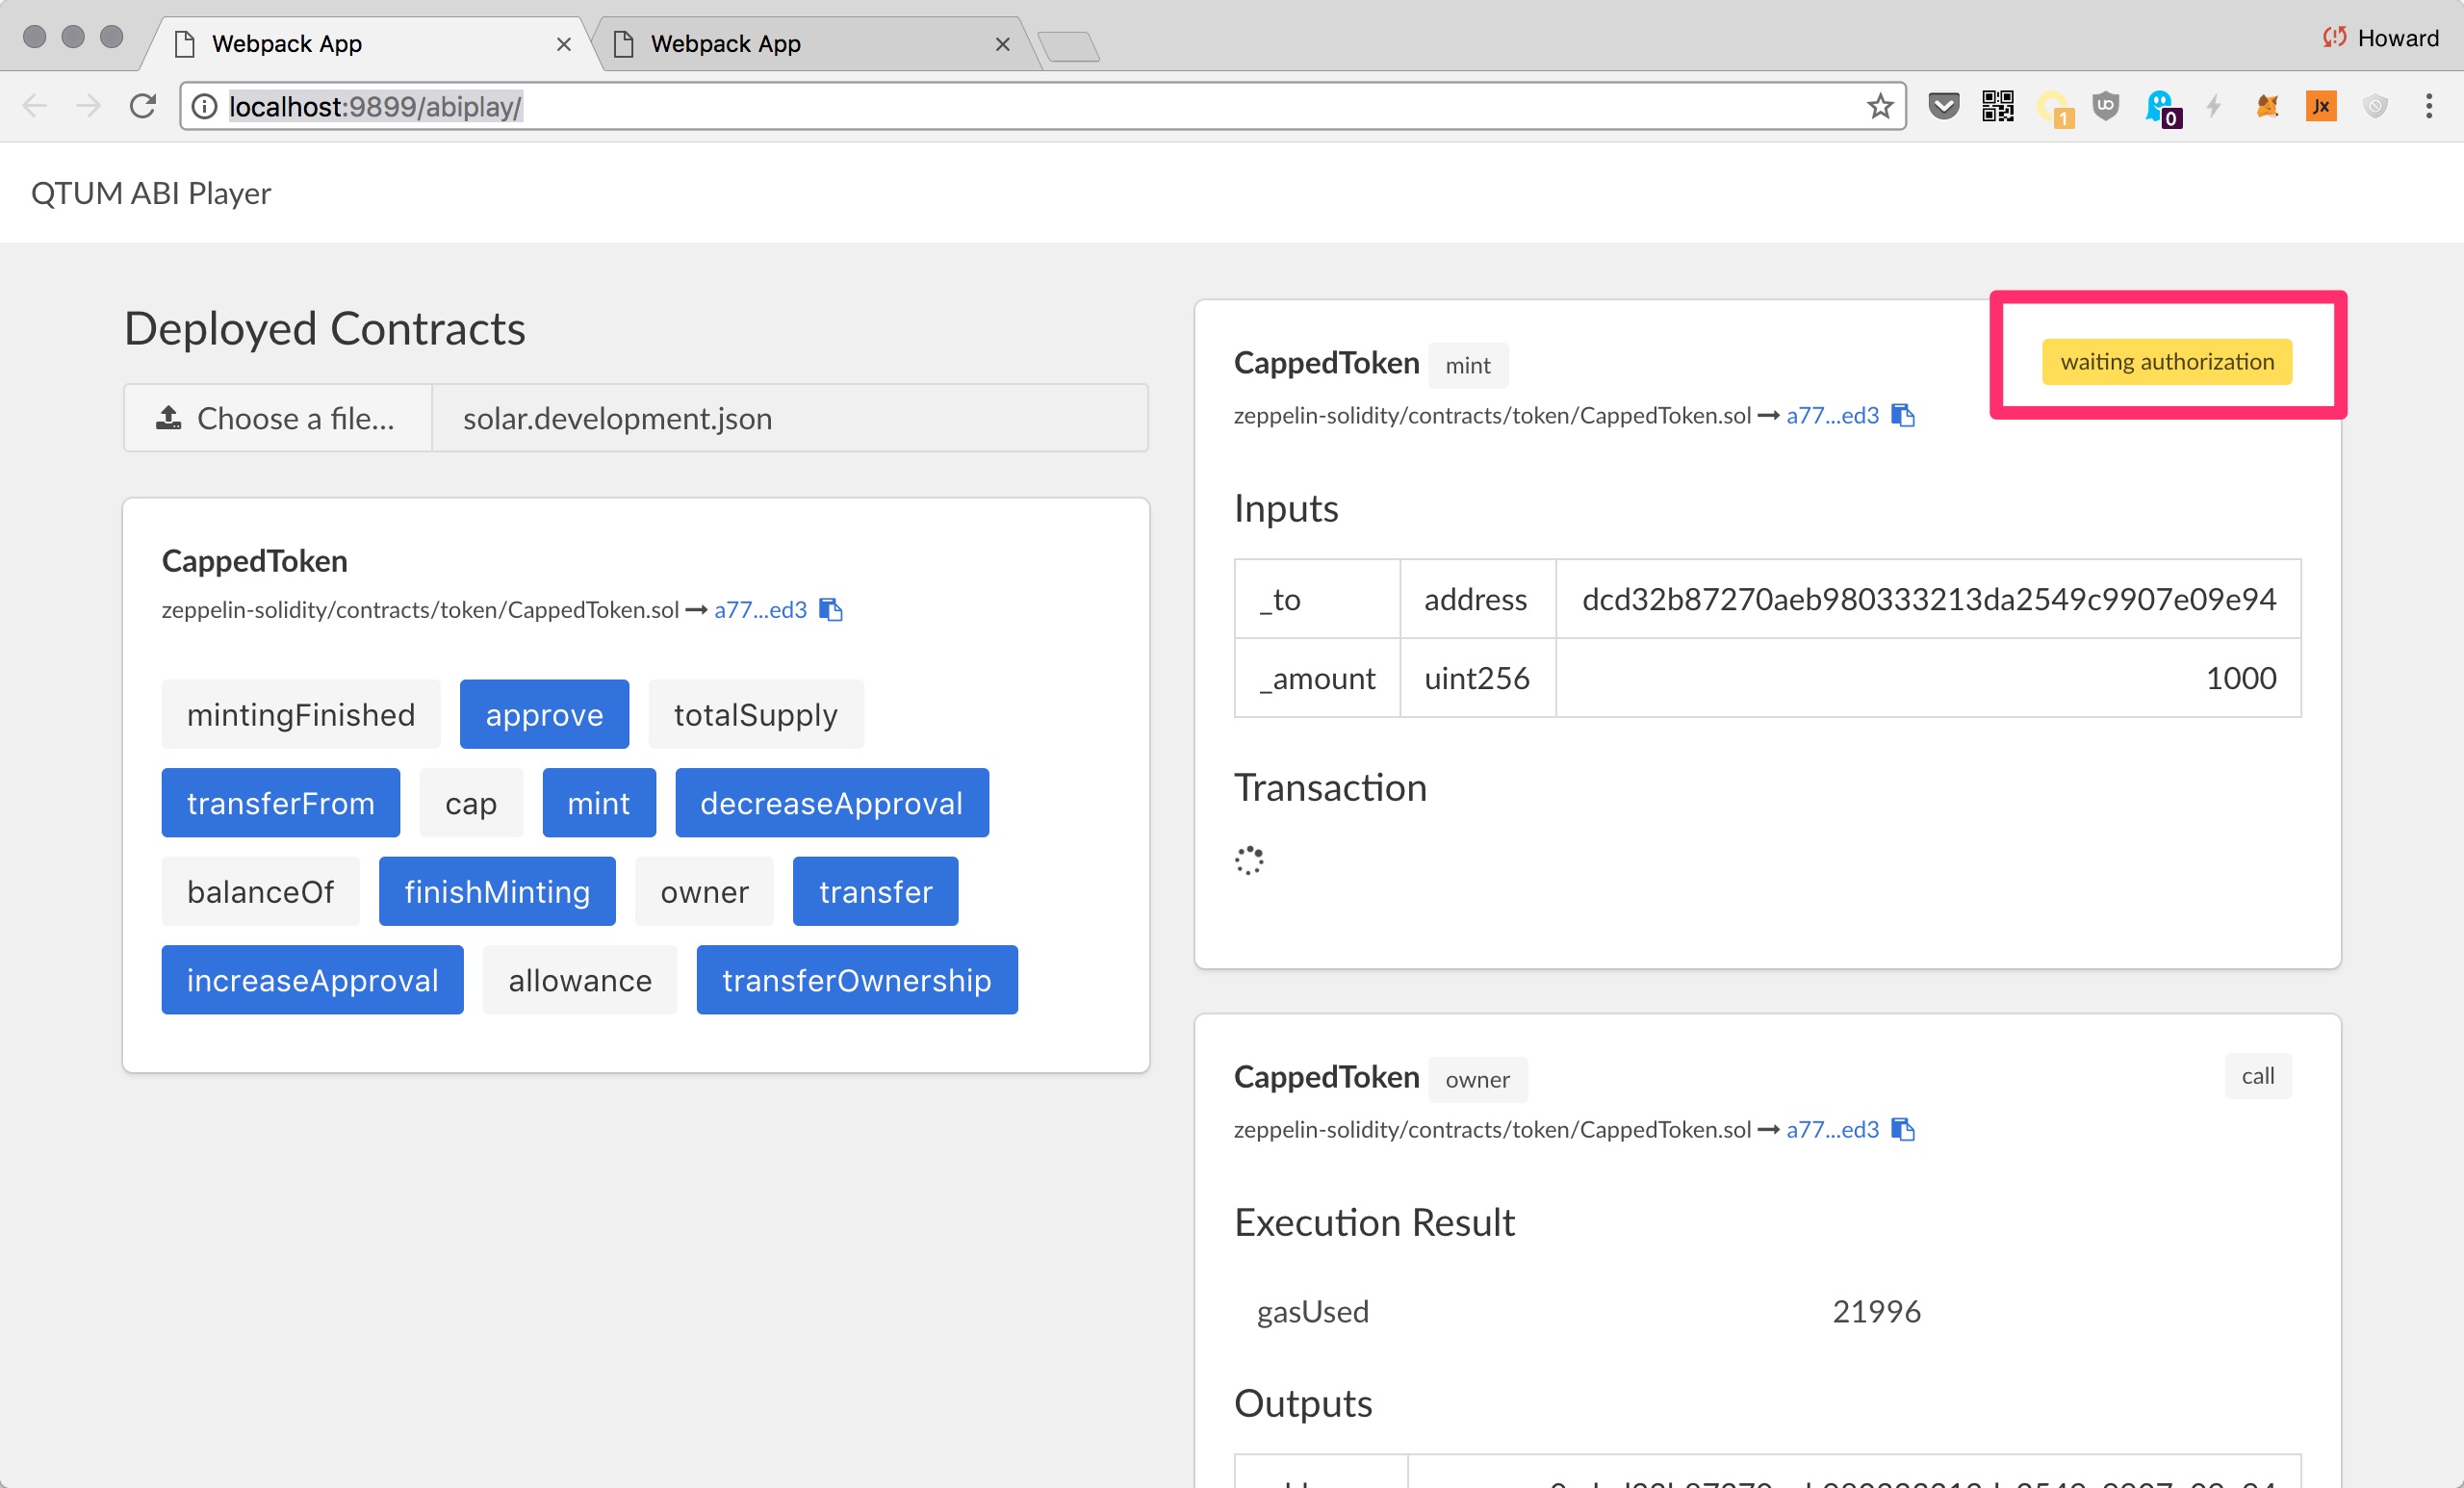 Webpack App
Webpack App
Howard
localhost:9899/abiplay/
1
0
Jx
QTUM ABI Player
Deployed Contracts
Choose a file...
solar.development.json
CappedToken
zeppelin-solidity/contracts/token/CappedToken.sol → a77...ed3
mintingFinished approve totalSupply
transferFrom cap mint decreaseApproval
balanceOf finishMinting owner transfer
increaseApproval allowance transferOwnership
CappedToken mint
waiting authorization
zeppelin-solidity/contracts/token/CappedToken.sol → a77...ed3
Inputs
_to address dcd32b87270aeb980333213da2549c9907e09e94
_amount uint256 1000
Transaction
CappedToken owner
call
zeppelin-solidity/contracts/token/CappedToken.sol → a77...ed3
Execution Result
gasUsed 21996
Outputs